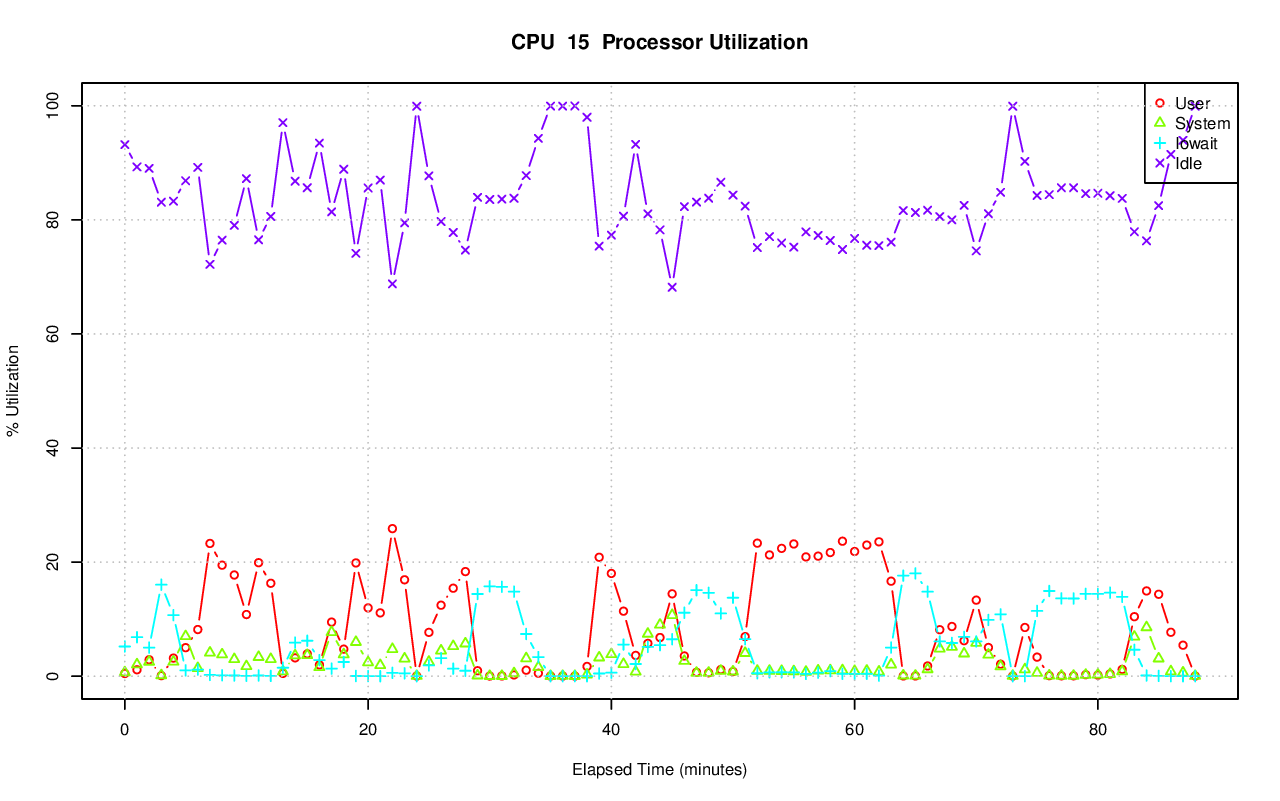 CPU 15 Processor Utilization
% Utilization
100
80
60
40
20
0
User
System
Iowait
Idle
0 20 40 60 80
Elapsed Time (minutes)